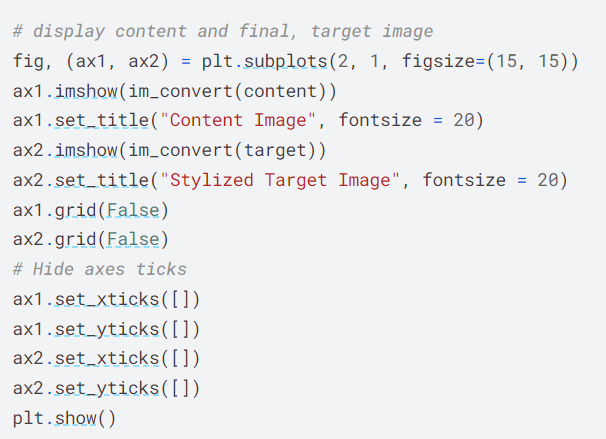 # display content and final, target image
fig, (ax1, ax2) = plt.subplots(2, 1, figsize=(15, 15))
ax1.imshow(im_convert(content))
ax1.set_title("Content Image", fontsize = 20)
ax2.imshow(im_convert(target))
ax2.set_title("Stylized Target Image", fontsize = 20)
ax1.grid(False)
ax2.grid(False)
# Hide axes ticks
ax1.set_xticks([])
ax1.set_yticks([])
ax2.set_xticks([])
ax2.set_yticks([])
plt.show()